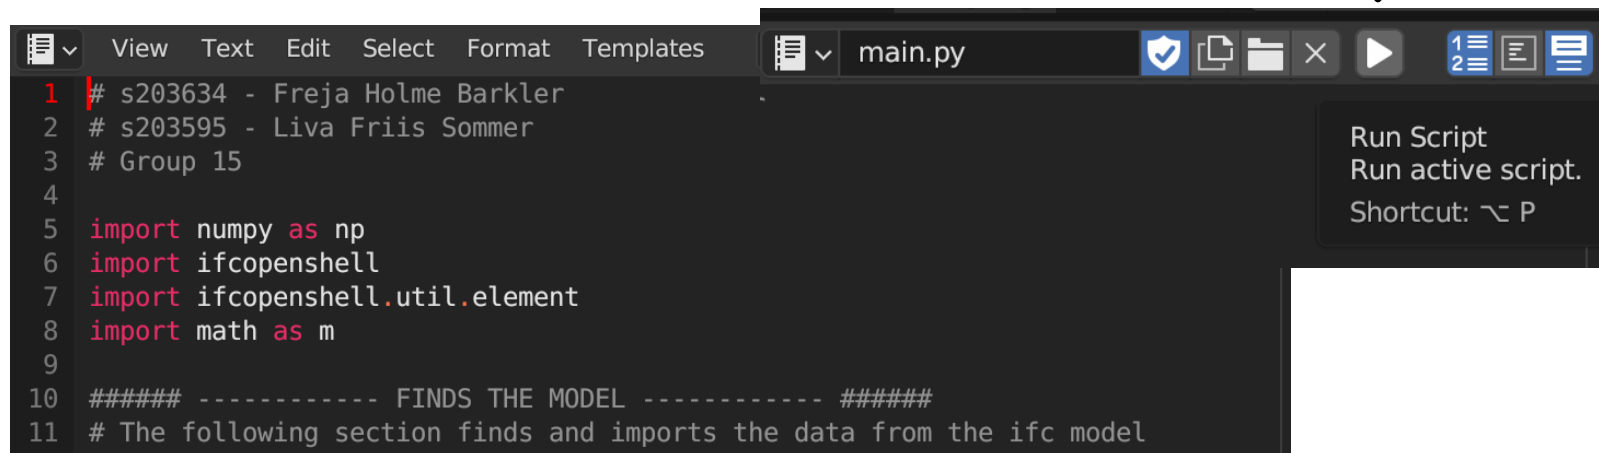 View Text Edit Select Format Templates
main.py
1 2
Run Script
Run active script.
Shortcut: ⌥ P
1 # s203634 - Freja Holme Barkler
2 # s203595 - Liva Friis Sommer
3 # Group 15
4
5 import numpy as np
6 import ifcopenshell
7 import ifcopenshell.util.element
8 import math as m
9
10 ###### ------------ FINDS THE MODEL ------------ ######
11 # The following section finds and imports the data from the ifc model